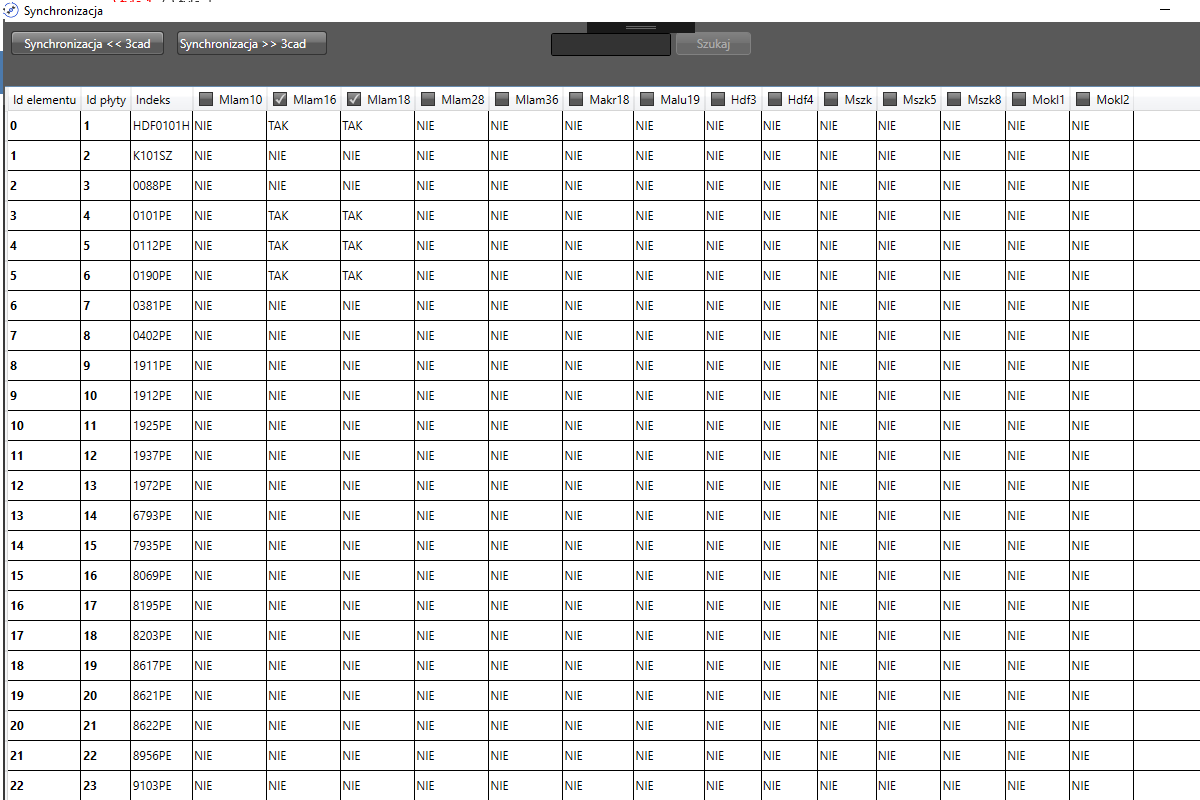 Synchronizacja
Synchronizacja << 3cad Synchronizacja >> 3cad Szukaj
Id elementu Id płyty Indeks Mlam10 Mlam16 Mlam18 Mlam28 Mlam36 Makr18 Malu19 Hdf3 Hdf4 Mszk Mszk5 Mszk8 Mokl1 Mokl2
0 1 HDF0101H NIE TAK TAK NIE NIE NIE NIE NIE NIE NIE NIE NIE NIE NIE
1 2 K101SZ NIE NIE NIE NIE NIE NIE NIE NIE NIE NIE NIE NIE NIE NIE
2 3 0088PE NIE NIE NIE NIE NIE NIE NIE NIE NIE NIE NIE NIE NIE NIE
3 4 0101PE NIE TAK TAK NIE NIE NIE NIE NIE NIE NIE NIE NIE NIE NIE
4 5 0112PE NIE TAK TAK NIE NIE NIE NIE NIE NIE NIE NIE NIE NIE NIE
5 6 0190PE NIE TAK TAK NIE NIE NIE NIE NIE NIE NIE NIE NIE NIE NIE
6 7 0381PE NIE NIE NIE NIE NIE NIE NIE NIE NIE NIE NIE NIE NIE NIE
7 8 0402PE NIE NIE NIE NIE NIE NIE NIE NIE NIE NIE NIE NIE NIE NIE
8 9 1911PE NIE NIE NIE NIE NIE NIE NIE NIE NIE NIE NIE NIE NIE NIE
9 10 1912PE NIE NIE NIE NIE NIE NIE NIE NIE NIE NIE NIE NIE NIE NIE
10 11 1925PE NIE NIE NIE NIE NIE NIE NIE NIE NIE NIE NIE NIE NIE NIE
11 12 1937PE NIE NIE NIE NIE NIE NIE NIE NIE NIE NIE NIE NIE NIE NIE
12 13 1972PE NIE NIE NIE NIE NIE NIE NIE NIE NIE NIE NIE NIE NIE NIE
13 14 6793PE NIE NIE NIE NIE NIE NIE NIE NIE NIE NIE NIE NIE NIE NIE
14 15 7935PE NIE NIE NIE NIE NIE NIE NIE NIE NIE NIE NIE NIE NIE NIE
15 16 8069PE NIE NIE NIE NIE NIE NIE NIE NIE NIE NIE NIE NIE NIE NIE
16 17 8195PE NIE NIE NIE NIE NIE NIE NIE NIE NIE NIE NIE NIE NIE NIE
17 18 8203PE NIE NIE NIE NIE NIE NIE NIE NIE NIE NIE NIE NIE NIE NIE
18 19 8617PE NIE NIE NIE NIE NIE NIE NIE NIE NIE NIE NIE NIE NIE NIE
19 20 8621PE NIE NIE NIE NIE NIE NIE NIE NIE NIE NIE NIE NIE NIE NIE
20 21 8622PE NIE NIE NIE NIE NIE NIE NIE NIE NIE NIE NIE NIE NIE NIE
21 22 8956PE NIE NIE NIE NIE NIE NIE NIE NIE NIE NIE NIE NIE NIE NIE
22 23 9103PE NIE NIE NIE NIE NIE NIE NIE NIE NIE NIE NIE NIE NIE NIE